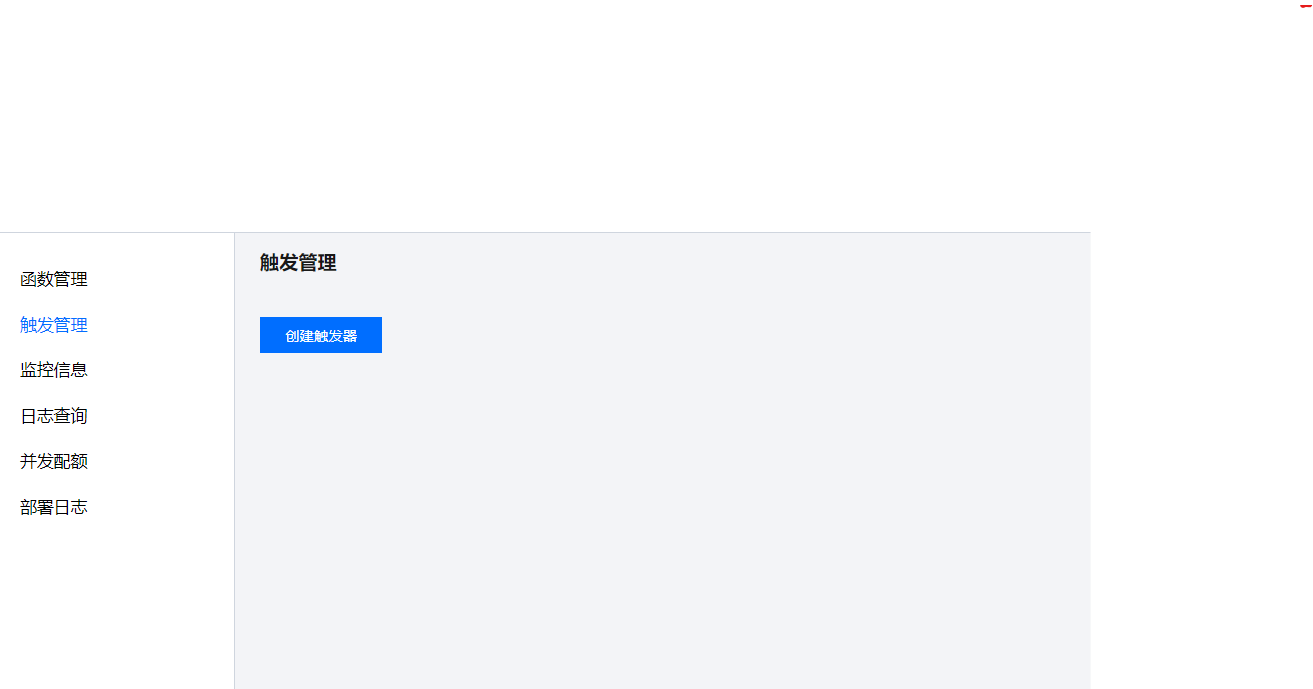 函数管理
触发管理
监控信息
日志查询
并发配额
部署日志
触发管理
创建触发器